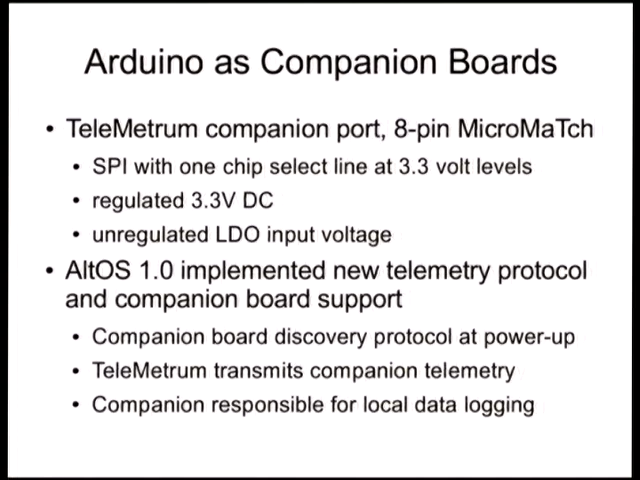 Arduino as Companion Boards
• TeleMetrum companion port, 8-pin MicroMaTch
• SPI with one chip select line at 3.3 volt levels
• regulated 3.3V DC
• unregulated LDO input voltage
• AltOS 1.0 implemented new telemetry protocol
and companion board support
• Companion board discovery protocol at power-up
• TeleMetrum transmits companion telemetry
• Companion responsible for local data logging